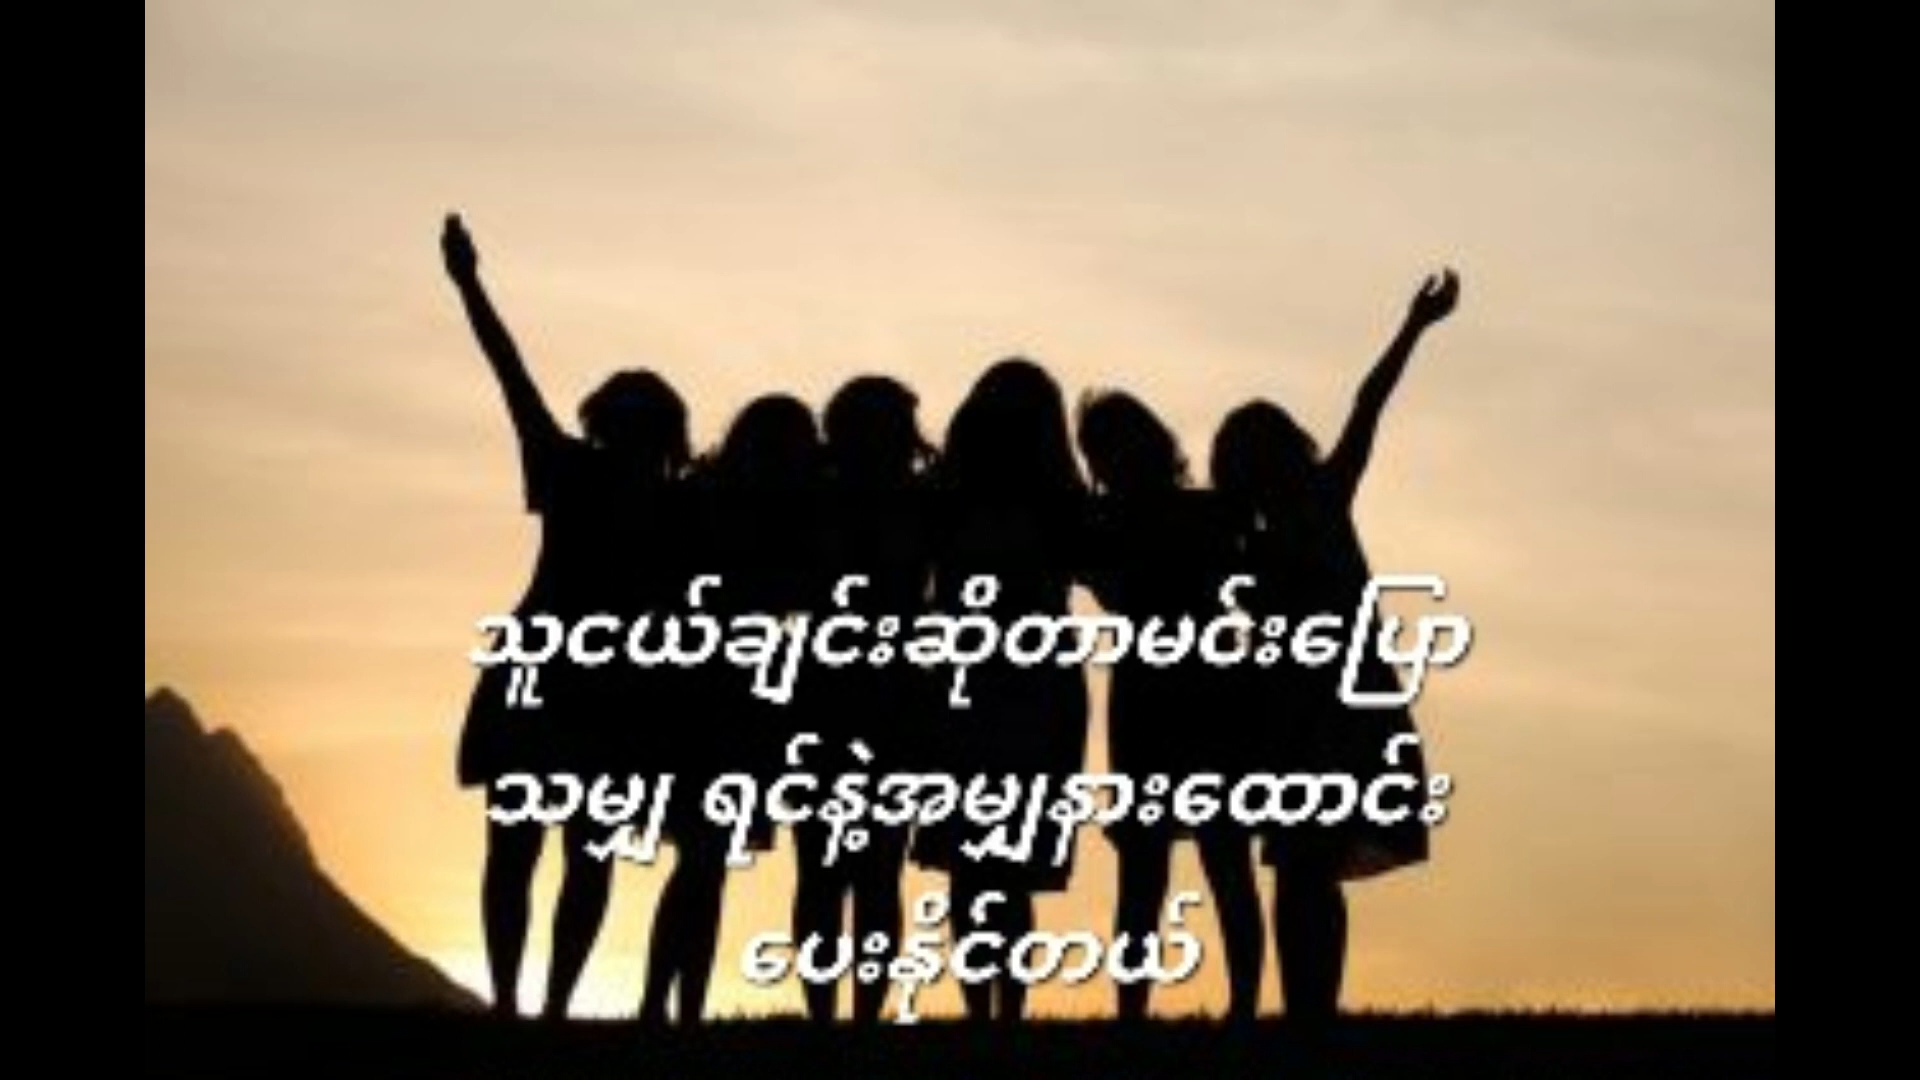 သူငယ်ချင်းဆိုတာမင်းပြော
သမျှ ရင်နဲ့အမျှနားထောင်း
ပေးနိုင်တယ်